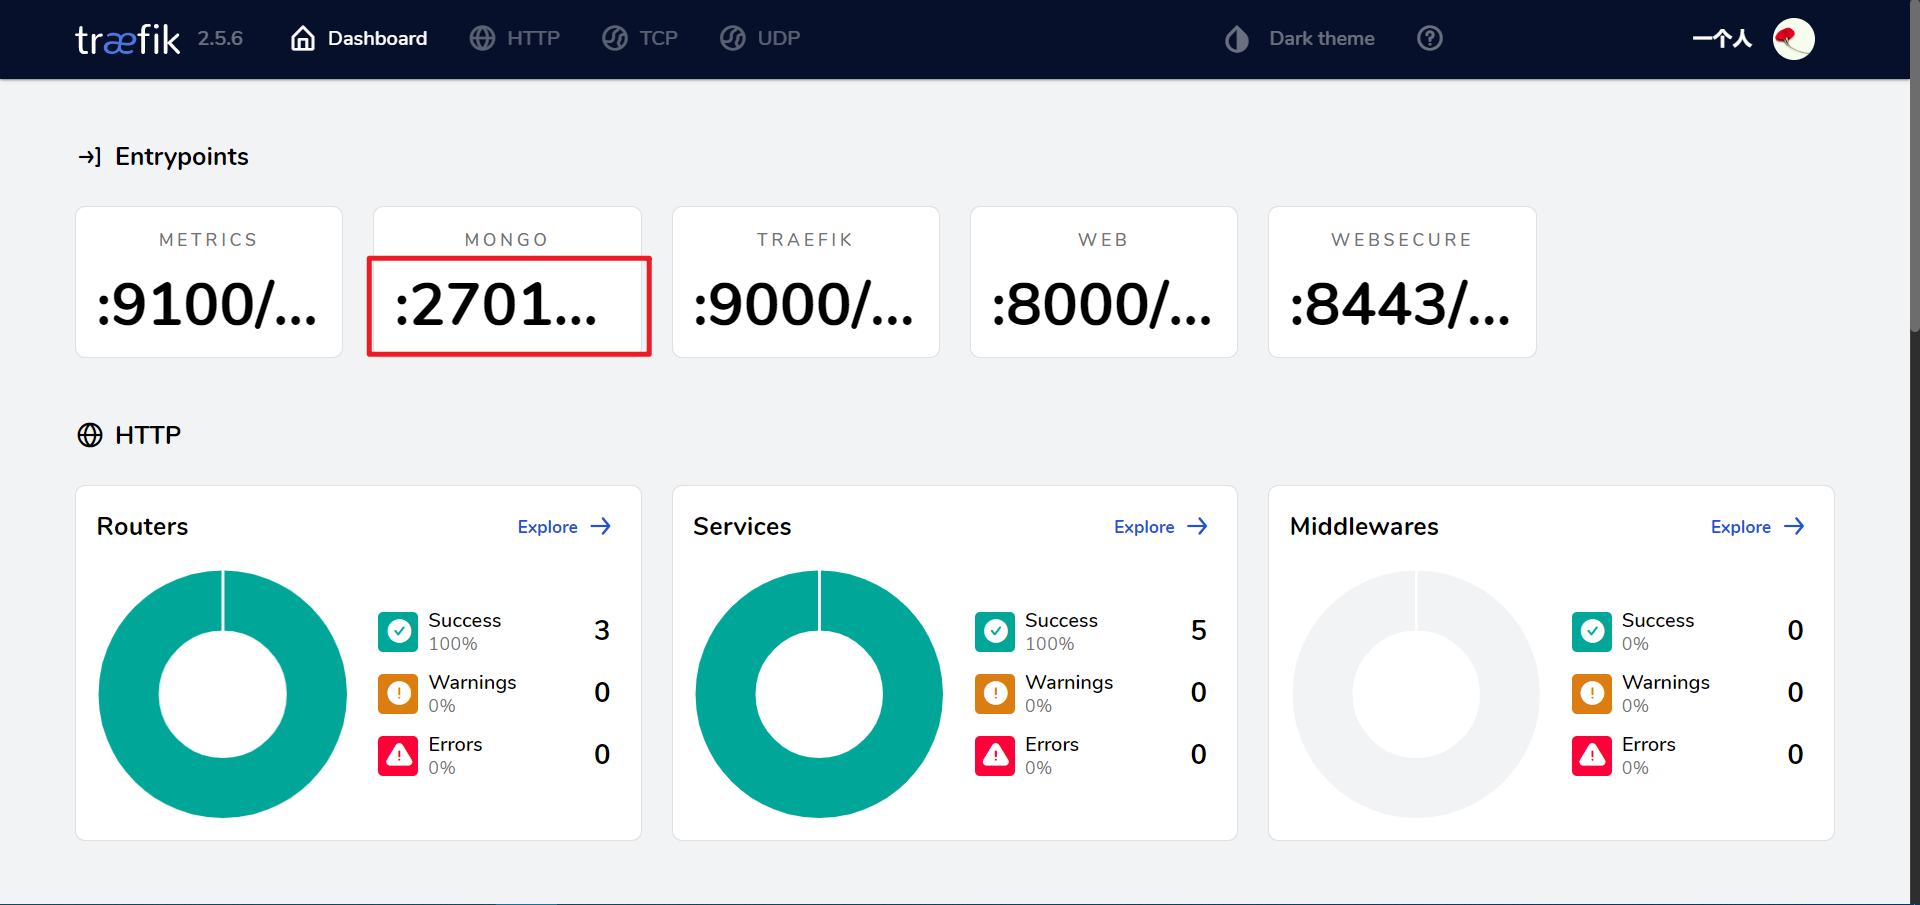 træfik 2.5.6 Dashboard HTTP TCP UDP Dark theme 一个人
Entrypoints
METRICS MONGO TRAEFIK WEB WEBSECURE
:9100/... :2701... :9000/... :8000/... :8443/...
HTTP
Routers Explore Services Explore Middlewares Explore
Success 3 Success 5 Success 0
100% 100% 0%
Warnings 0 Warnings 0 Warnings 0
0% 0% 0%
Errors 0 Errors 0 Errors 0
0% 0% 0%